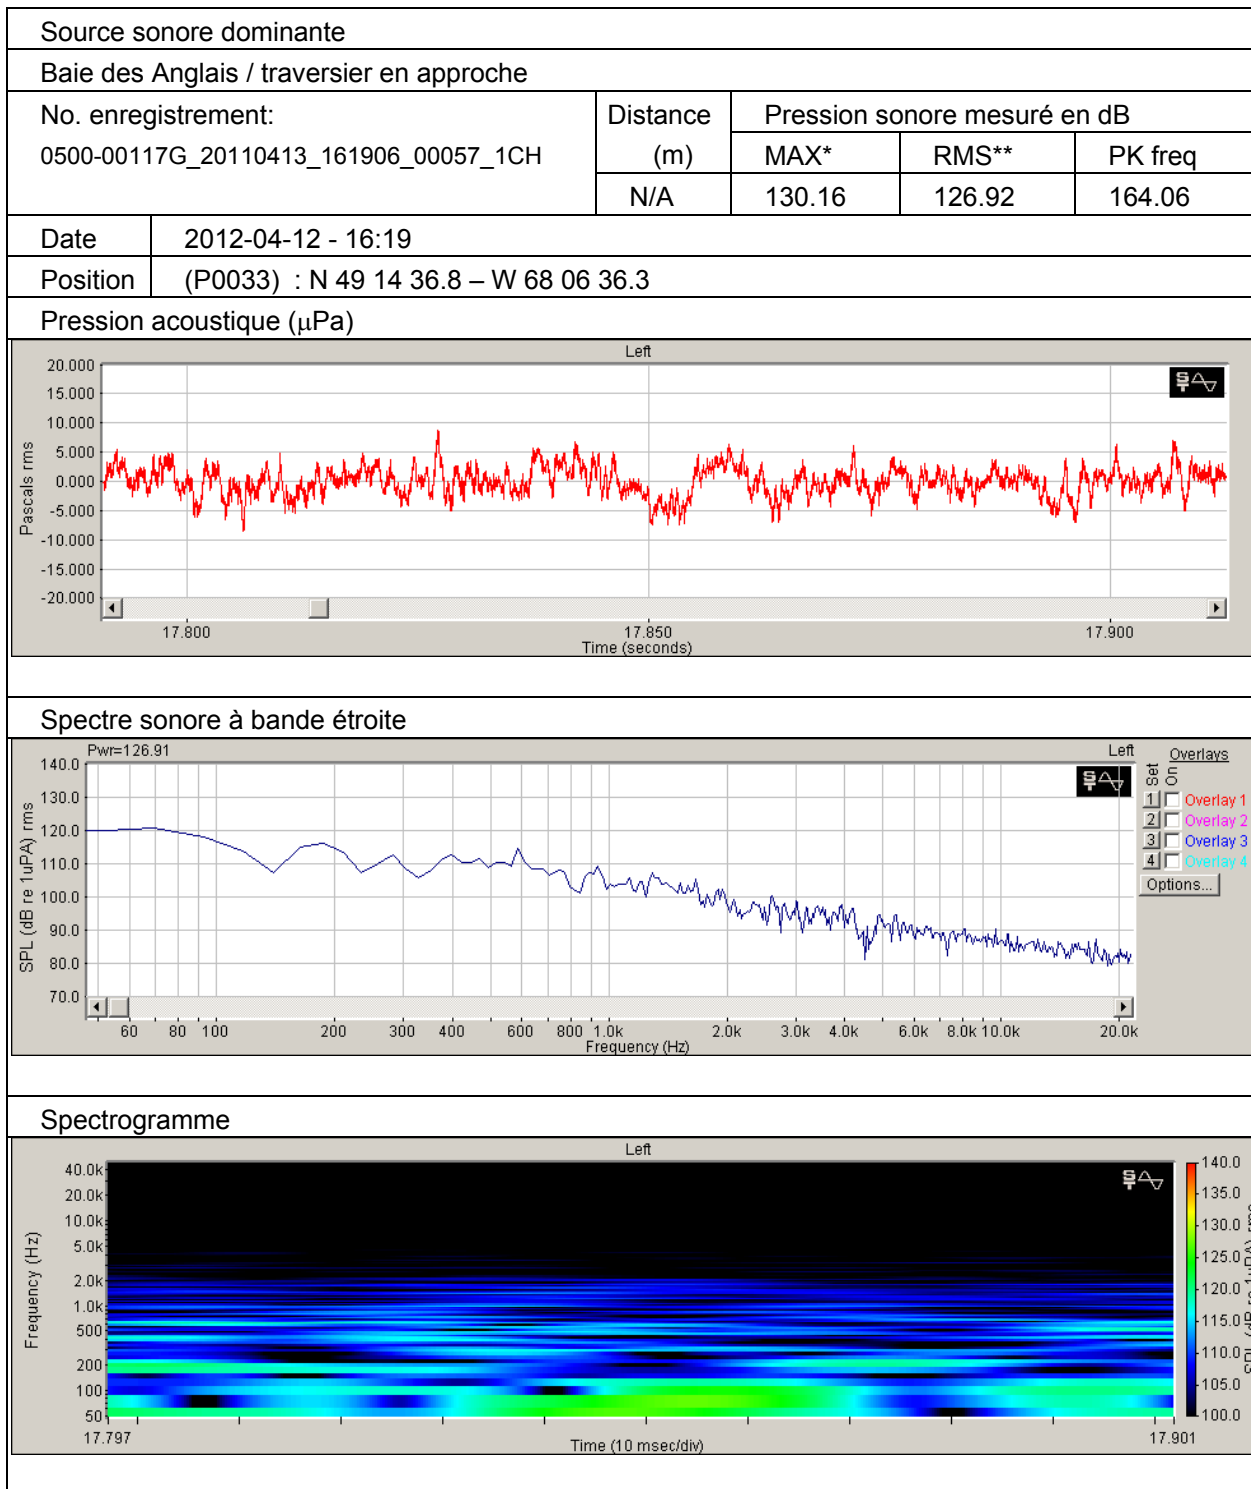 Source sonore dominante
Baie des Anglais / traversier en approche
No. enregistrement:
0500-00117G_20110413_161906_00057_1CH
Distance
(m)
Pression sonore mesuré en dB
MAX* RMS** PK freq
N/A 130.16 126.92 164.06
Date 2012-04-12 - 16:19
Position (P0033) : N 49 14 36.8 – W 68 06 36.3
Pression acoustique (µPa)
Left
20.000
15.000
10.000
5.000
0.000
-5.000
-10.000
-15.000
-20.000
Pascals rms
17.800 17.850 17.900
Time (seconds)
Spectre sonore à bande étroite
Pwr=126.91 Left
140.0
130.0
120.0
110.0
100.0
90.0
80.0
70.0
SPL (dB re 1uPA) rms
60 80 100 200 300 400 600 800 1.0k 2.0k 3.0k 4.0k 6.0k 8.0k 10.0k 20.0k
Frequency (Hz)
Overlays
Set On
1 Overlay 1
2 Overlay 2
3 Overlay 3
4 Overlay 4
Options...
Spectrogramme
Left
40.0k
20.0k
10.0k
5.0k
2.0k
1.0k
500
200
100
50
Frequency (Hz)
17.797 17.901
Time (10 msec/div)
140.0
135.0
130.0
125.0
120.0
115.0
110.0
105.0
100.0
SPL (dB re 1uPA) rms